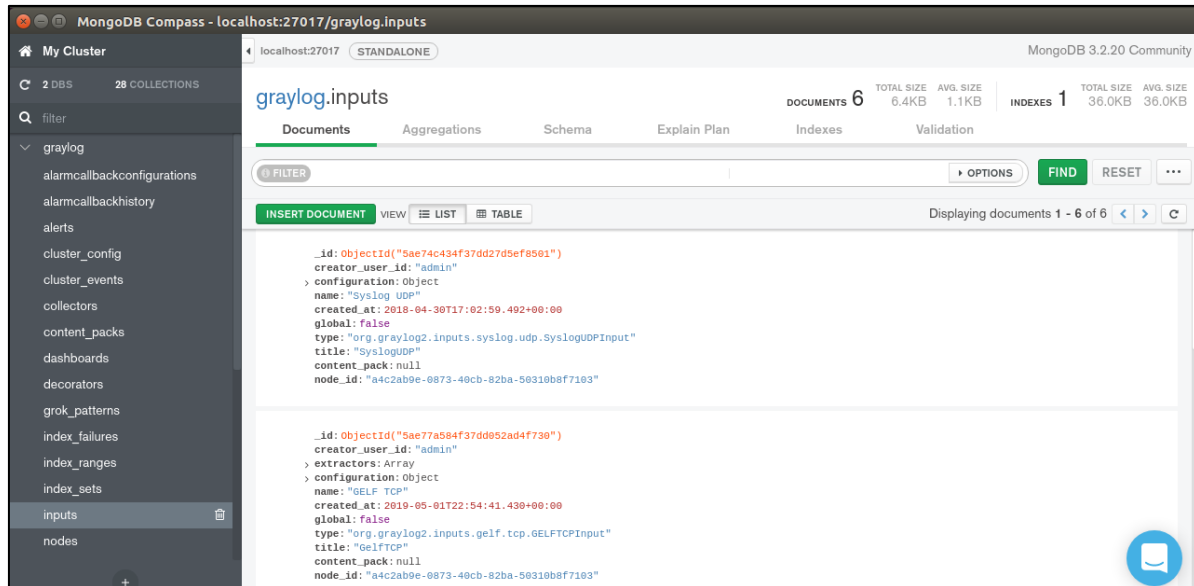 MongoDB Compass - localhost:27017/graylog.inputs
My Cluster
localhost:27017 STANDALONE MongoDB 3.2.20 Community
2 DBS 28 COLLECTIONS
filter
graylog
alarmcallbackconfigurations
alarmcallbackhistory
alerts
cluster_config
cluster_events
collectors
content_packs
dashboards
decorators
grok_patterns
index_failures
index_ranges
index_sets
inputs
nodes
+
graylog.inputs
DOCUMENTS 6 TOTAL SIZE 6.4KB AVG. SIZE 1.1KB INDEXES 1 TOTAL SIZE 36.0KB AVG. SIZE 36.0KB
Documents Aggregations Schema Explain Plan Indexes Validation
FILTER OPTIONS FIND RESET ...
INSERT DOCUMENT VIEW LIST TABLE Displaying documents 1 - 6 of 6 < >
_id:ObjectId("5ae74c434f37dd27d5ef8501")
creator_user_id:"admin"
> configuration:Object
name:"Syslog UDP"
created_at:2018-04-30T17:02:59.492+00:00
global:false
type:"org.graylog2.inputs.syslog.udp.SyslogUDPInput"
title:"SyslogUDP"
content_pack:null
node_id:"a4c2ab9e-0873-40cb-82ba-50310b8f7103"
_id:ObjectId("5ae77a584f37dd052ad4f730")
creator_user_id:"admin"
> extractors:Array
> configuration:Object
name:"GELF TCP"
created_at:2019-05-01T22:54:41.430+00:00
global:false
type:"org.graylog2.inputs.gelf.tcp.GELFTCPInput"
title:"GelfTCP"
content_pack:null
node_id:"a4c2ab9e-0873-40cb-82ba-50310b8f7103"